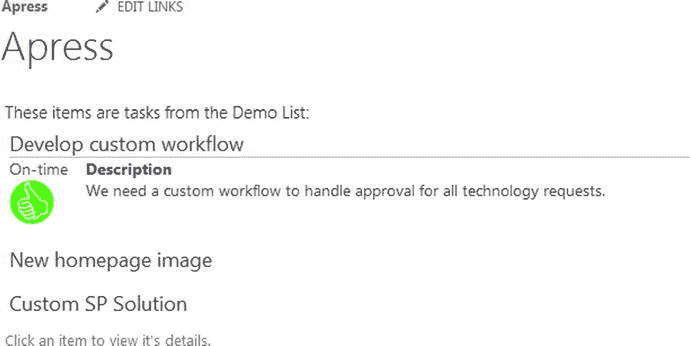 Apress EDIT LINKS
Apress
These items are tasks from the Demo List:
Develop custom workflow
On-time Description
We need a custom workflow to handle approval for all technology requests.
New homepage image
Custom SP Solution
Click an item to view it's details.